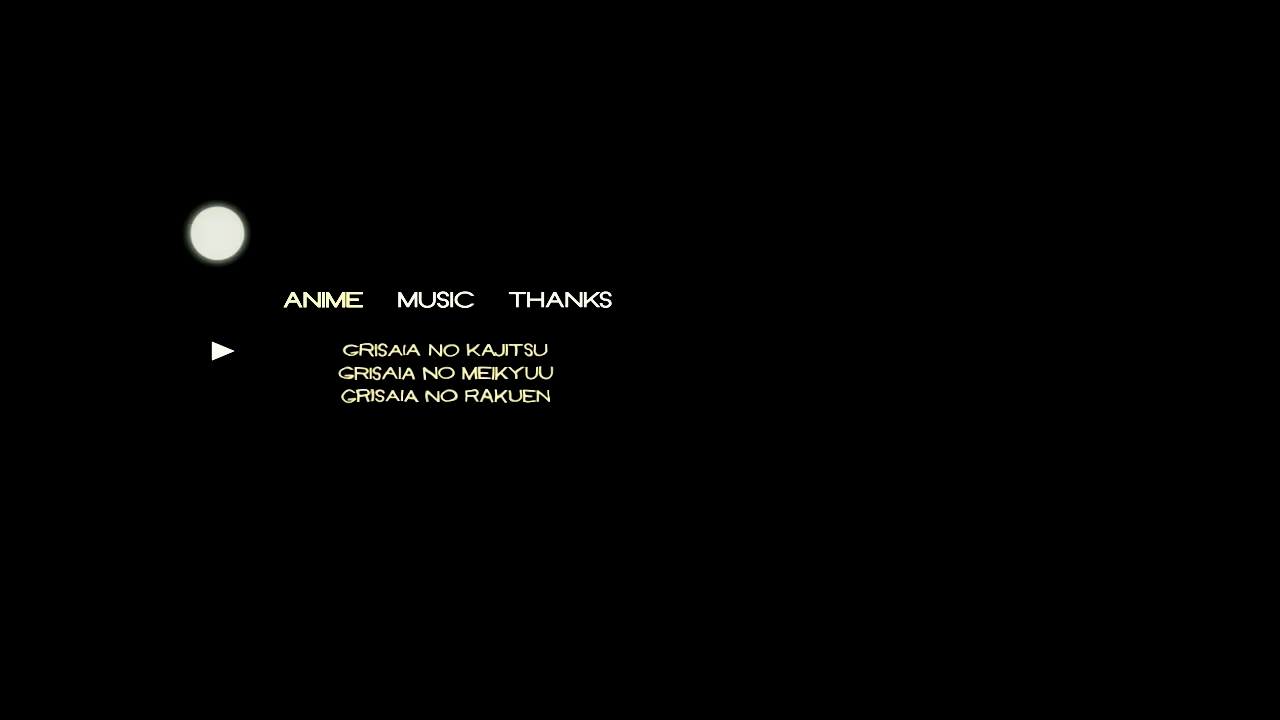 ANIME MUSIC THANKS
GRISAIA NO KAJITSU
GRISAIA NO MEIKYUU
GRISAIA NO RAKUEN